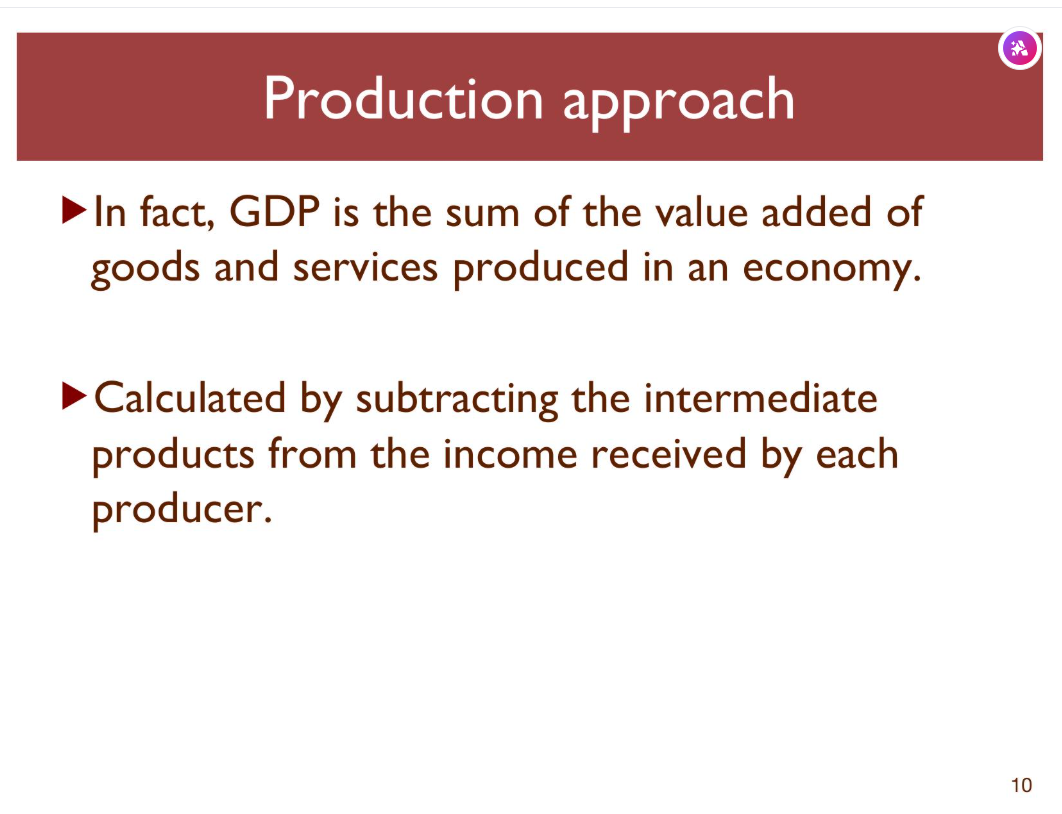 Production approach
In fact, GDP is the sum of the value added of
goods and services produced in an economy.
Calculated by subtracting the intermediate
products from the income received by each
producer.
10